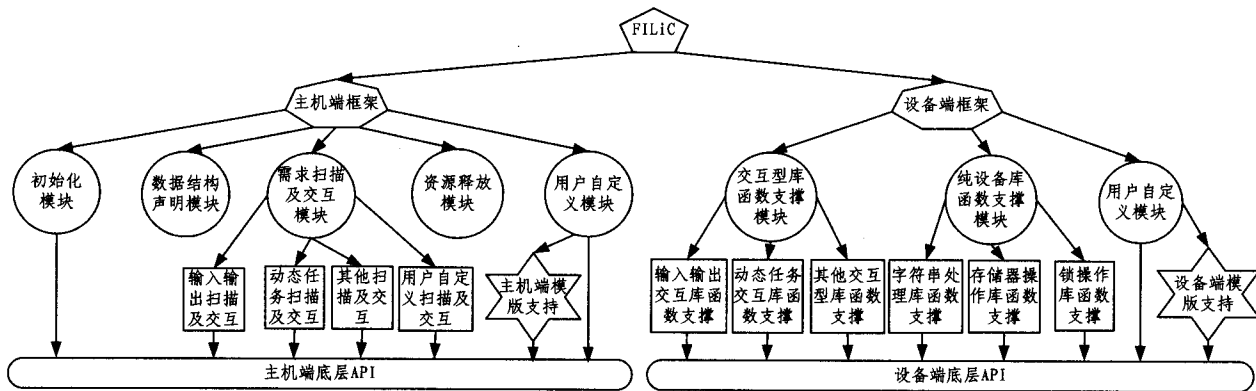 FILiC
主机端框架
设备端框架
初始化
模块
数据结构
声明模块
需求扫描
及交互
模块
资源释放
模块
用户自定
义模块
交互型库
函数支撑
模块
纯设备库
函数支撑
模块
用户自定
义模块
输入输
出扫描
及交互
动态任
务扫描
及交互
其他扫
描及交
互
用户自定
义扫描及
交互
主机端模
版支持
输入输出
交互库函
数支撑
动态任务
交互库函
数支撑
其他交互
型库函数
支撑
字符串处
理库函数
支撑
存储器操
作库函数
支撑
锁操作
库函数
支撑
设备端模
版支持
主机端底层API
设备端底层API